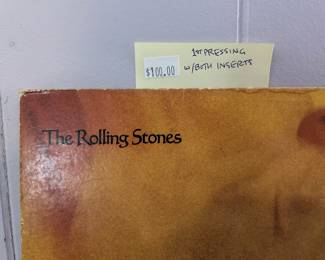 1ST PRESSING
$100.00 w/BOTH INSERTS
The Rolling Stones